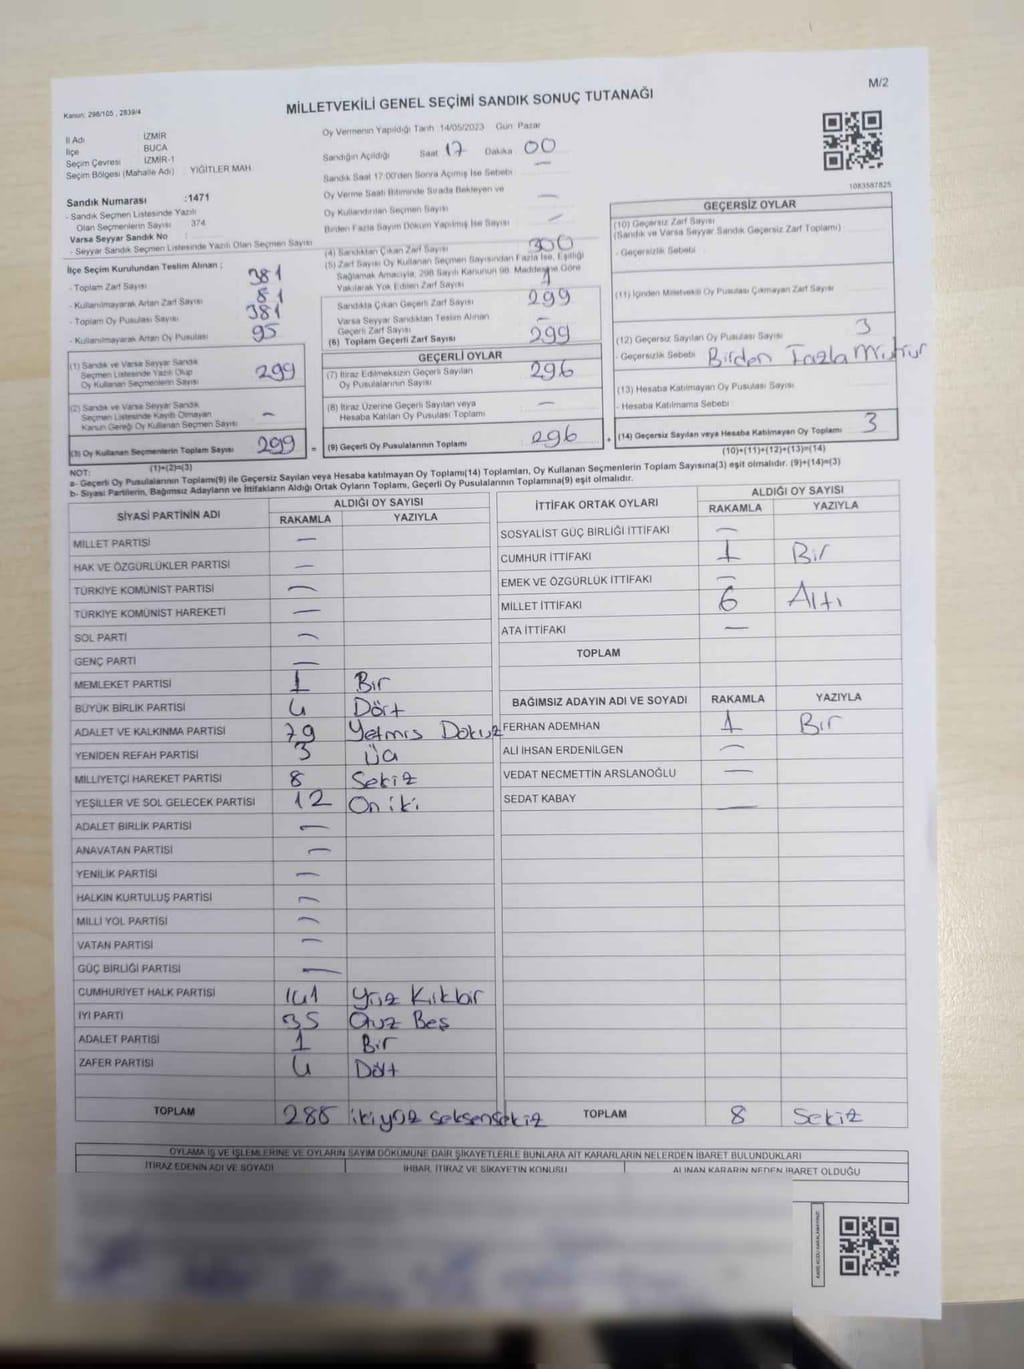 M/2
Kanun: 298/105 , 2839/4
MİLLETVEKİLİ GENEL SEÇİMİ SANDIK SONUÇ TUTANAĞI
İl Adı İZMİR
İlçe BUCA
Seçim Çevresi İZMİR-1
Seçim Bölgesi (Mahalle Adı) : YİĞİTLER MAH.
Oy Vermenin Yapıldığı Tarih :14/05/2023 Gün: Pazar
Sandığın Açıldığı Saat 17 Dakika 00
Sandık Saat 17:00'den Sonra Açımış İse Sebebi —
Oy Verme Saati Bitiminde Sırada Bekleyen ve
Oy Kullandırılan Seçmen Sayısı —
Birden Fazla Sayım Döküm Yapılmış İse Sayısı —
1083587825
Sandık Numarası :1471
- Sandık Seçmen Listesinde Yazılı
Olan Seçmenlerin Sayısı : 374
Varsa Seyyar Sandık No :
- Seyyar Sandık Seçmen Listesinde Yazılı Olan Seçmen Sayısı
İlçe Seçim Kurulundan Teslim Alınan ;
- Toplam Zarf Sayısı 381
- Kullanılmayarak Artan Zarf Sayısı 81
- Toplam Oy Pusulası Sayısı 381
- Kullanılmayarak Artan Oy Pusulası 95
(4) Sandıktan Çıkan Zarf Sayısı 300
(5) Zarf Sayısı Oy Kullanan Seçmen Sayısından Fazla İse, Eşitliği
Sağlamak Amacıyla, 298 Sayılı Kanunun 98. Maddesine Göre
Yakılarak Yok Edilen Zarf Sayısı 1
Sandıkta Çıkan Geçerli Zarf Sayısı 299
Varsa Seyyar Sandıktan Teslim Alınan
Geçerli Zarf Sayısı —
(6) Toplam Geçerli Zarf Sayısı 299
GEÇERSİZ OYLAR
(10) Geçersiz Zarf Sayısı
(Sandık ve Varsa Seyyar Sandık Geçersiz Zarf Toplamı)
- Geçersizlik Sebebi :
(11) İçinden Milletvekili Oy Pusulası Çıkmayan Zarf Sayısı
(12) Geçersiz Sayılan Oy Pusulası Sayısı 3
- Geçersizlik Sebebi Birden Fazla Mühür
(13) Hesaba Katılmayan Oy Pusulası Sayısı
- Hesaba Katılmama Sebebi :
(14) Geçersiz Sayılan veya Hesaba Katılmayan Oy Toplamı 3
(10)+(11)+(12)+(13)=(14)
(1) Sandık ve Varsa Seyyar Sandık
Seçmen Listesinde Yazılı Olup
Oy Kullanan Seçmenlerin Sayısı 299
(2) Sandık ve Varsa Seyyar Sandık
Seçmen Listesinde Kayıtlı Olmayan
Kanun Gereği Oy Kullanan Seçmen Sayısı —
(3) Oy Kullanan Seçmenlerin Toplam Sayısı 299
(1)+(2)=(3)
GEÇERLİ OYLAR
(7) İtiraz Edilmeksizin Geçerli Sayılan
Oy Pusulalarının Sayısı 296
(8) İtiraz Üzerine Geçerli Sayılan veya
Hesaba Katılan Oy Pusulası Toplamı —
(9) Geçerli Oy Pusulalarının Toplamı 296
NOT:
a- Geçerli Oy Pusulalarının Toplamı(9) ile Geçersiz Sayılan veya Hesaba katılmayan Oy Toplamı(14) Toplamları, Oy Kullanan Seçmenlerin Toplam Sayısına(3) eşit olmalıdır. (9)+(14)=(3)
b- Siyasi Partilerin, Bağımsız Adayların ve İttifakların Aldığı Ortak Oyların Toplamı, Geçerli Oy Pusulalarının Toplamına(9) eşit olmalıdır.
SİYASİ PARTİNİN ADI ALDIĞI OY SAYISI
RAKAMLA YAZIYLA
MİLLET PARTİSİ —
HAK VE ÖZGÜRLÜKLER PARTİSİ —
TÜRKİYE KOMÜNİST PARTİSİ —
TÜRKİYE KOMÜNİST HAREKETİ —
SOL PARTİ —
GENÇ PARTİ —
MEMLEKET PARTİSİ 1 Bir
BÜYÜK BİRLİK PARTİSİ 4 Dört
ADALET VE KALKINMA PARTİSİ 79 Yetmiş Dokuz
YENİDEN REFAH PARTİSİ 3 Üç
MİLLİYETÇİ HAREKET PARTİSİ 8 Sekiz
YEŞİLLER VE SOL GELECEK PARTİSİ 12 On iki
ADALET BİRLİK PARTİSİ —
ANAVATAN PARTİSİ —
YENİLİK PARTİSİ —
HALKIN KURTULUŞ PARTİSİ —
MİLLİ YOL PARTİSİ —
VATAN PARTİSİ —
GÜÇ BİRLİĞİ PARTİSİ —
CUMHURİYET HALK PARTİSİ 141 Yüz Kıkbir
İYİ PARTİ 35 Otuz Beş
ADALET PARTİSİ 1 Bir
ZAFER PARTİSİ 4 Dört
TOPLAM 288 ikiyüz seksensekiz
İTTİFAK ORTAK OYLARI ALDIĞI OY SAYISI
RAKAMLA YAZIYLA
SOSYALİST GÜÇ BİRLİĞİ İTTİFAKI —
CUMHUR İTTİFAKI 1 Bir
EMEK VE ÖZGÜRLÜK İTTİFAKI —
MİLLET İTTİFAKI 6 Altı
ATA İTTİFAKI —
TOPLAM
BAĞIMSIZ ADAYIN ADI VE SOYADI RAKAMLA YAZIYLA
FERHAN ADEMHAN 1 Bir
ALİ İHSAN ERDENİLGEN —
VEDAT NECMETTİN ARSLANOĞLU —
SEDAT KABAY —
TOPLAM 8 Sekiz
OYLAMA İŞ VE İŞLEMLERİNE VE OYLARIN SAYIM DÖKÜMÜNE DAİR ŞİKAYETLERLE BUNLARA AİT KARARLARIN NELERDEN İBARET BULUNDUKLARI
İTİRAZ EDENİN ADI VE SOYADI İHBAR, İTİRAZ VE ŞİKAYETİN KONUSU ALINAN KARARIN NEDEN İBARET OLDUĞU